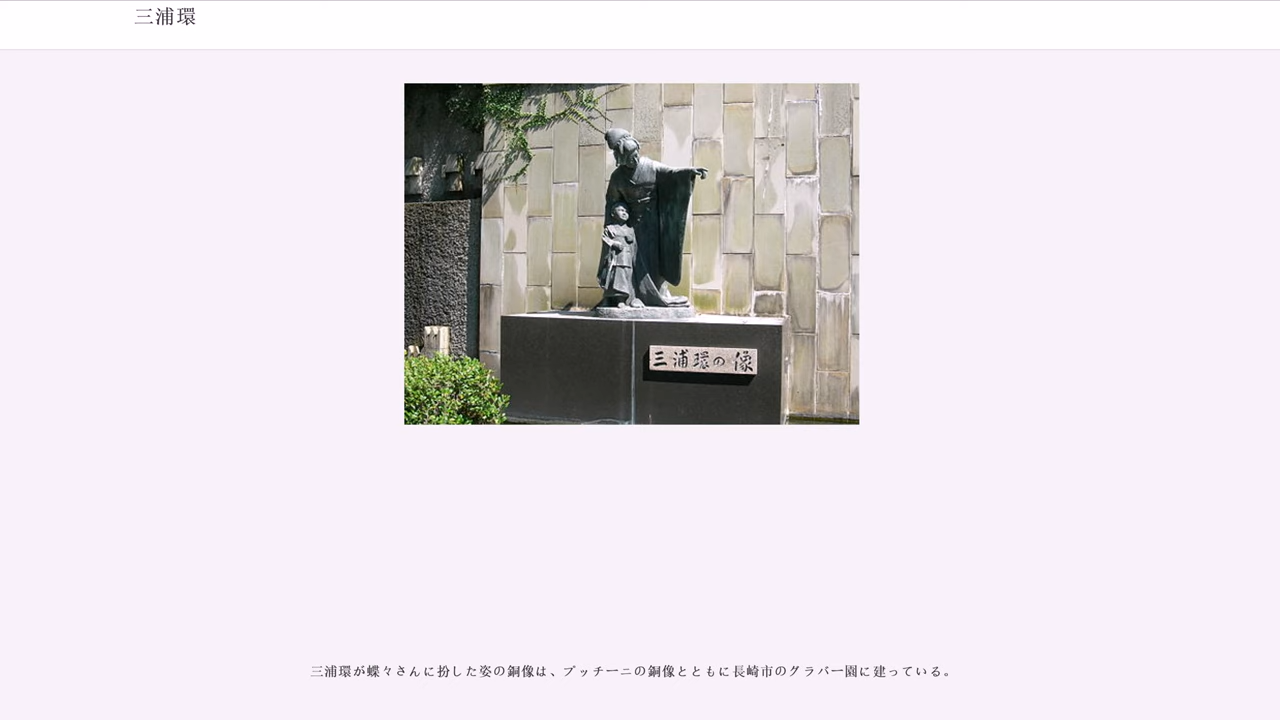 三浦環
三浦環の像
三浦環が蝶々さんに扮した姿の銅像は、プッチーニの銅像とともに長崎市のグラバー園に建っている。